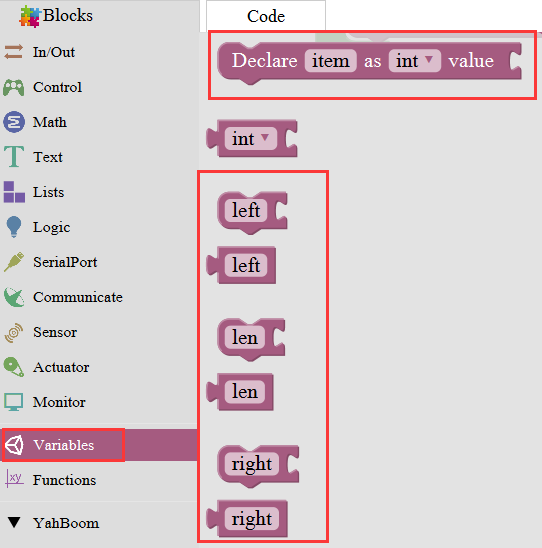 Blocks
Code
In/Out
Control
Math
Text
Lists
Logic
SerialPort
Communicate
Sensor
Actuator
Monitor
Variables
xy Functions
YahBoom
Declare item as int value
int
left
left
len
len
right
right